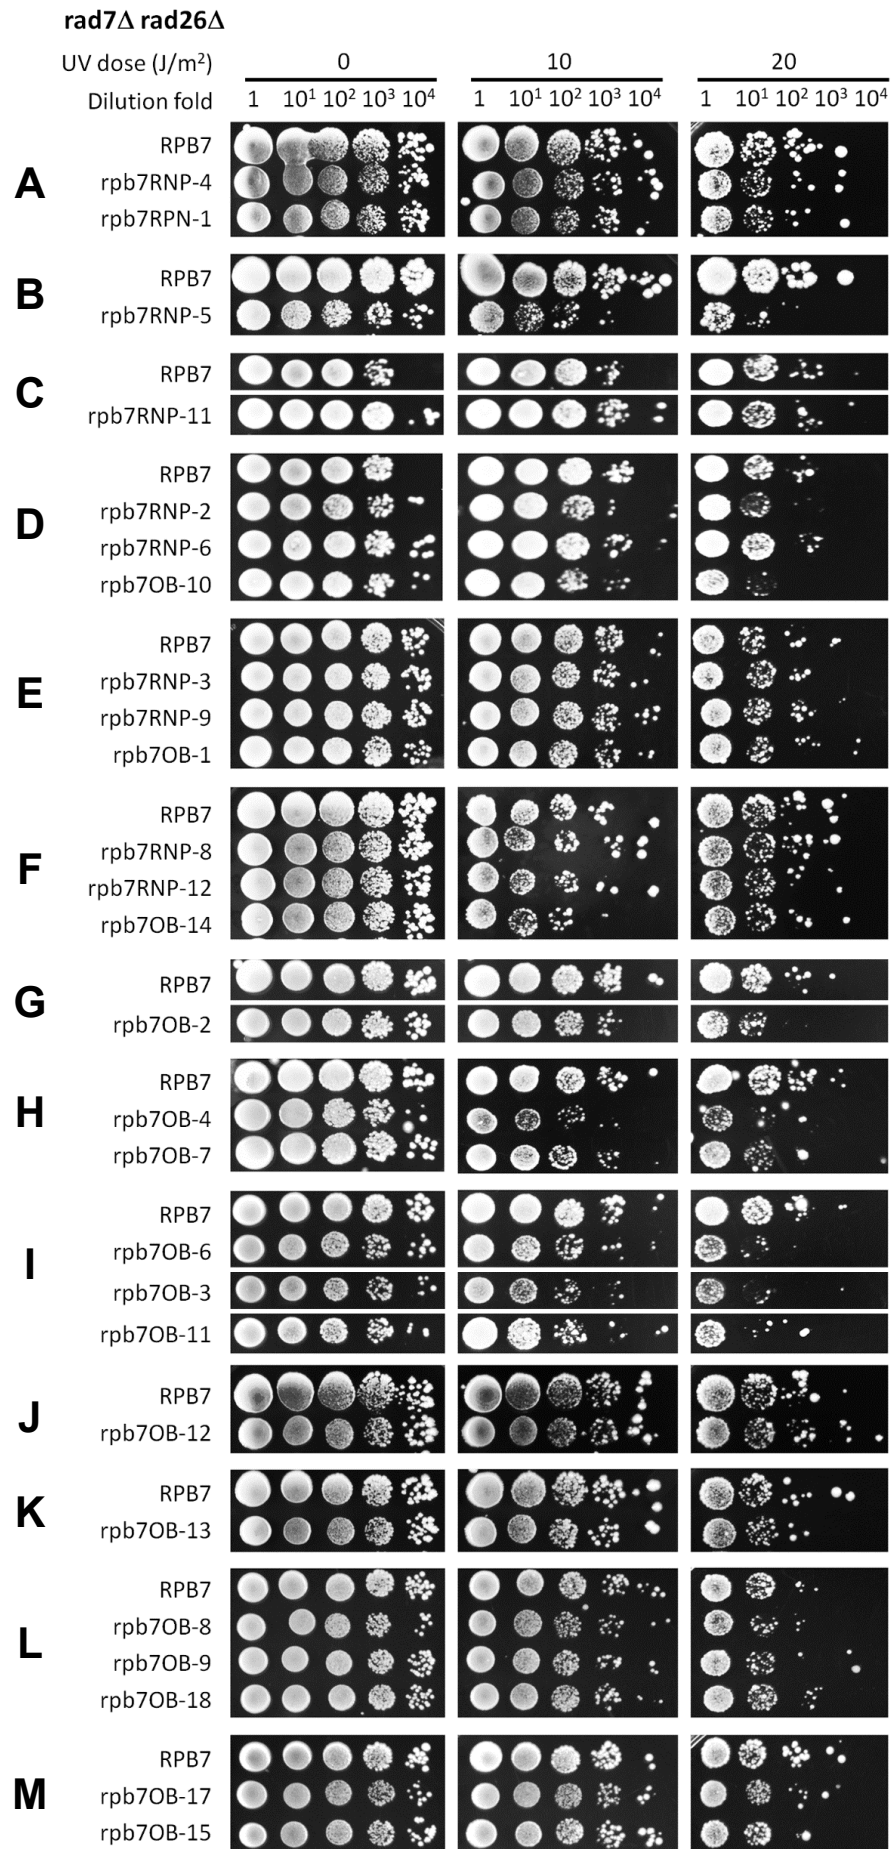 rad7Δ rad26Δ
UV dose (J/m²) 0 10 20
Dilution fold 1 10¹ 10² 10³ 10⁴ 1 10¹ 10² 10³ 10⁴ 1 10¹ 10² 10³ 10⁴
A
RPB7
rpb7RNP-4
rpb7RPN-1
B
RPB7
rpb7RNP-5
C
RPB7
rpb7RNP-11
D
RPB7
rpb7RNP-2
rpb7RNP-6
rpb7OB-10
E
RPB7
rpb7RNP-3
rpb7RNP-9
rpb7OB-1
F
RPB7
rpb7RNP-8
rpb7RNP-12
rpb7OB-14
G
RPB7
rpb7OB-2
H
RPB7
rpb7OB-4
rpb7OB-7
I
RPB7
rpb7OB-6
rpb7OB-3
rpb7OB-11
J
RPB7
rpb7OB-12
K
RPB7
rpb7OB-13
L
RPB7
rpb7OB-8
rpb7OB-9
rpb7OB-18
M
RPB7
rpb7OB-17
rpb7OB-15